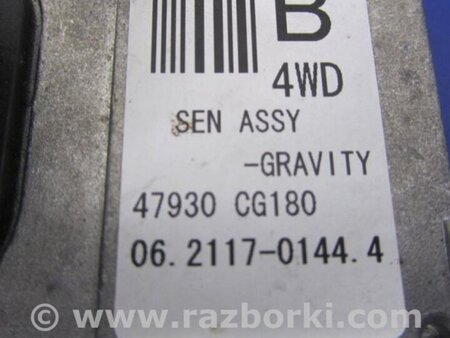 B
4WD
SEN ASSY
-GRAVITY
47930 CG180
06.2117-0144.4
© www.razborki.com